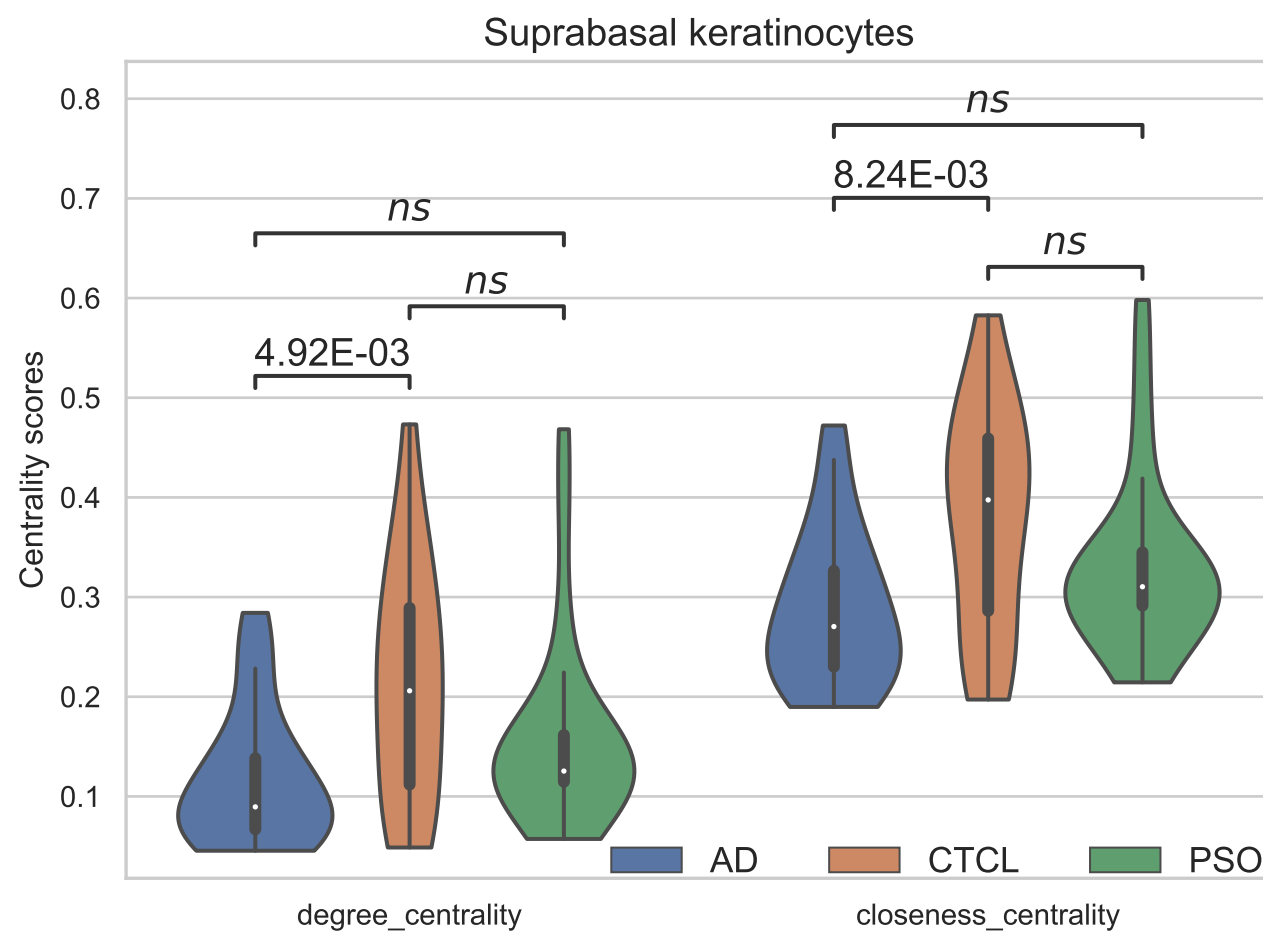 Suprabasal keratinocytes
Centrality scores
0.8
0.7
0.6
0.5
0.4
0.3
0.2
0.1
ns
ns
4.92E-03
ns
8.24E-03
ns
AD
CTCL
PSO
degree_centrality
closeness_centrality